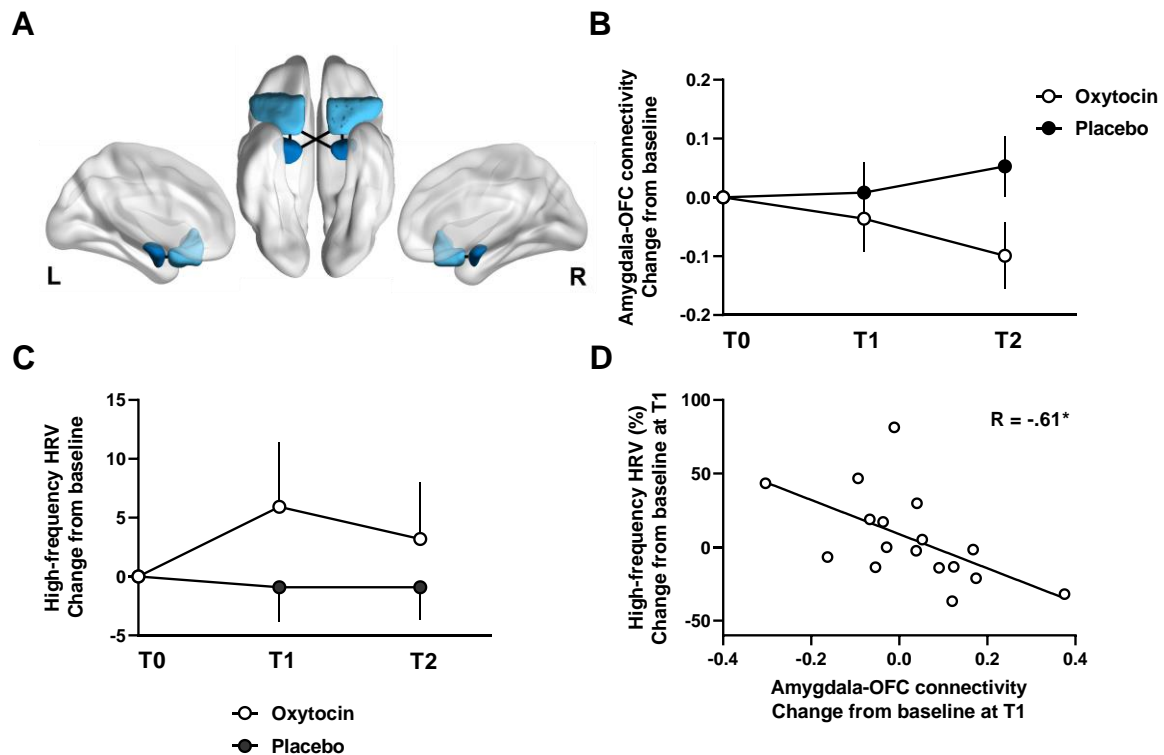 A
L
R
B
Amygdala-OFC connectivity
Change from baseline
0.2
0.1
0.0
-0.1
-0.2
T0
T1
T2
Oxytocin
Placebo
C
High-frequency HRV
Change from baseline
15
10
5
0
-5
T0
T1
T2
Oxytocin
Placebo
D
High-frequency HRV (%)
Change from baseline at T1
100
50
0
-50
R = -.61*
-0.4
-0.2
0.0
0.2
0.4
Amygdala-OFC connectivity
Change from baseline at T1